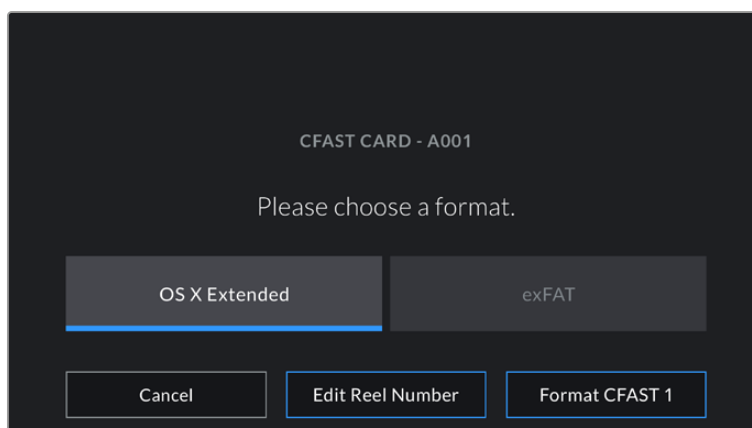 CFAST CARD - A001
Please choose a format.
OS X Extended exFAT
Cancel Edit Reel Number Format CFAST 1